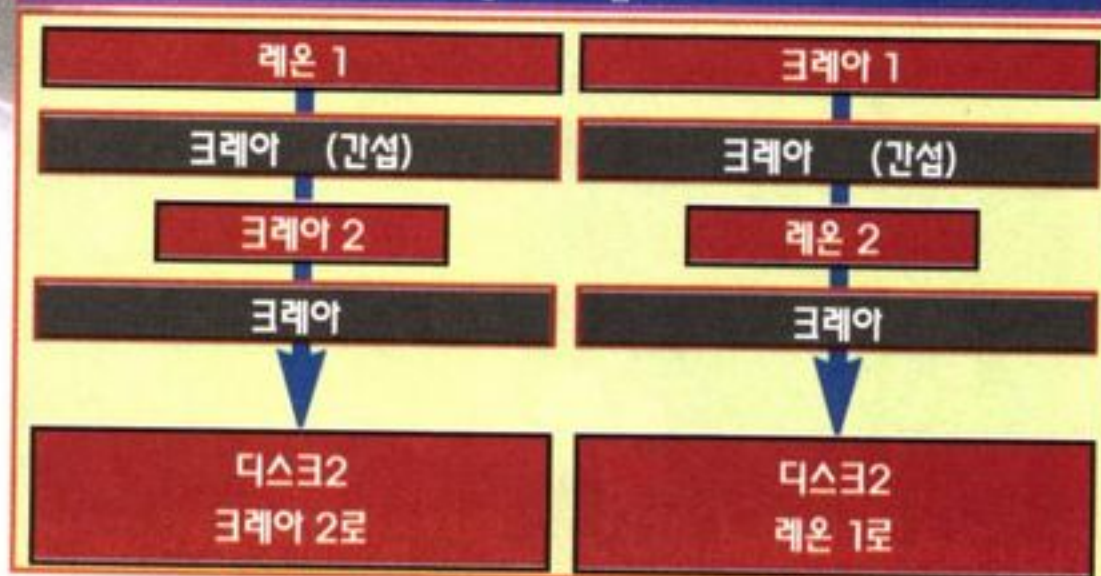 레온 1
크레아 (간섭)
크레아 2
크레아
디스크2
크레아 2로
크레아 1
크레아 (간섭)
레온 2
크레아
디스크2
레온 1로